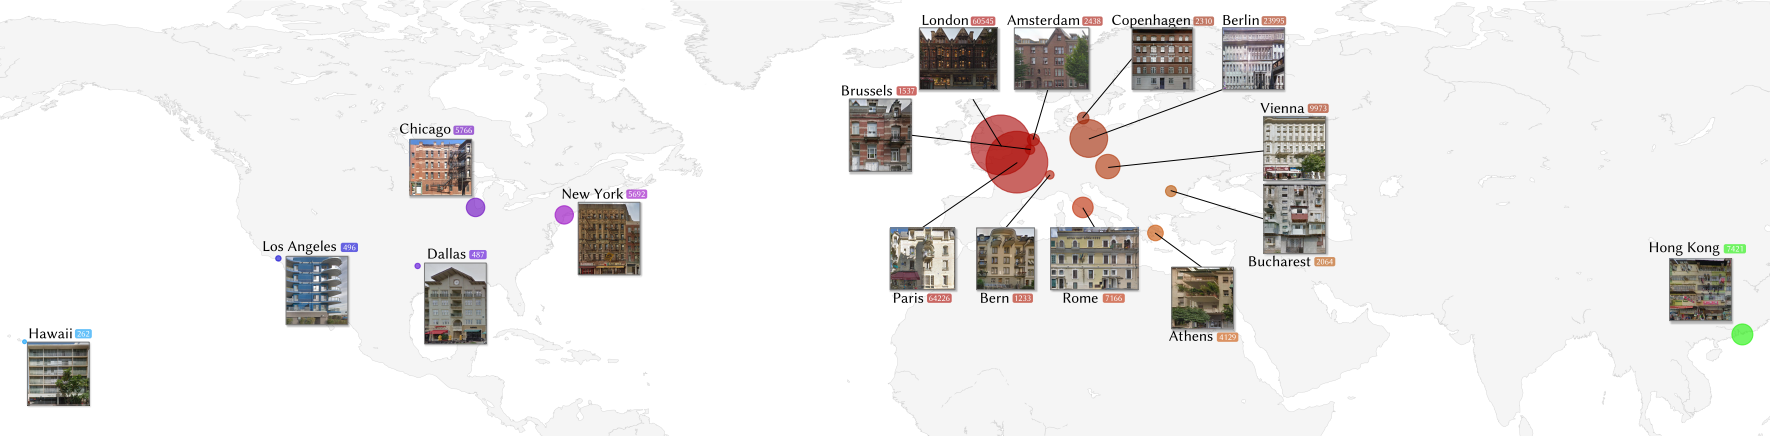 London 60545
Amsterdam 2438
Copenhagen 2310
Berlin 23995
Brussels 1537
Vienna 9973
Chicago 5766
New York 5692
Los Angeles 496
Dallas 487
Hong Kong 7421
Bucharest 2064
Paris 64226
Bern 1233
Rome 7166
Hawaii 202
Athens 4129